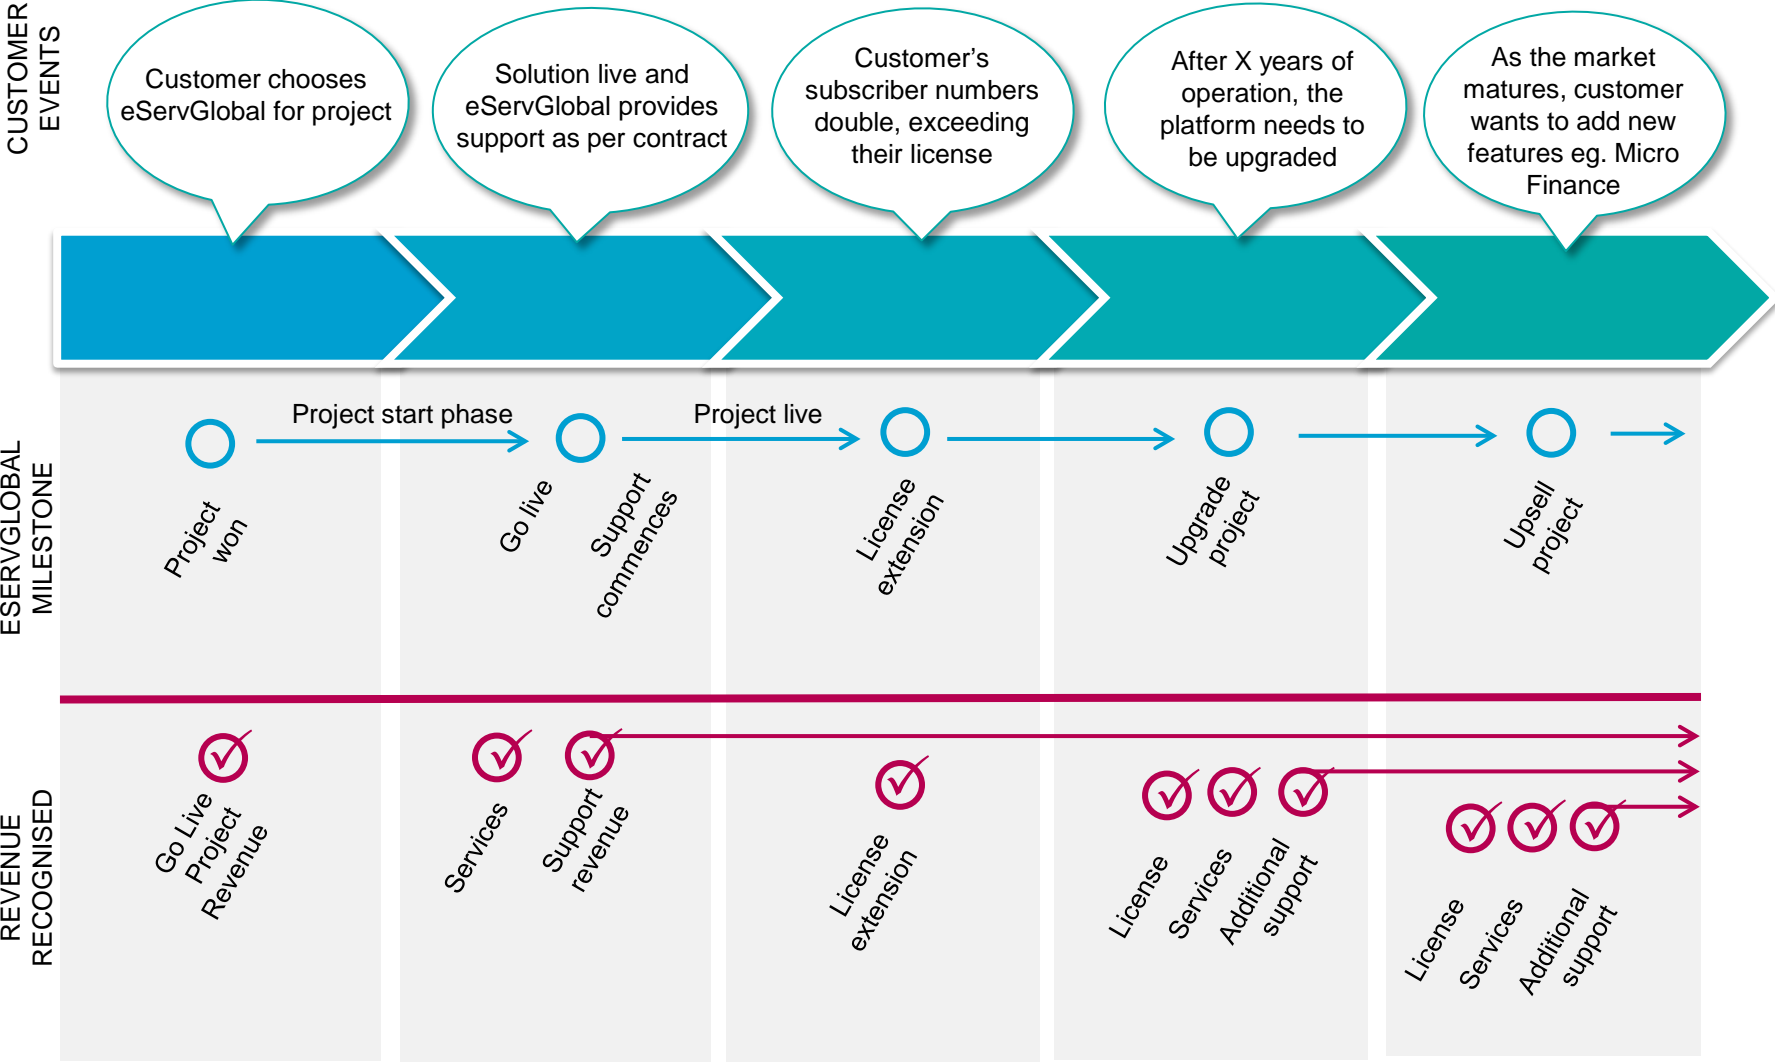 CUSTOMER
EVENTS
Customer chooses
eServGlobal for project
Solution live and
eServGlobal provides
support as per contract
Customer's
subscriber numbers
double, exceeding
their license
After X years of
operation, the
platform needs to
be upgraded
As the market
matures, customer
wants to add new
features eg. Micro
Finance
ESERVGLOBAL
MILESTONE
Project start phase
Project live
Project
won
Go live
Support
commences
License
extension
Upgrade
project
Upsell
project
REVENUE
RECOGNISED
Go Live
Project
Revenue
Services
Support
revenue
License
extension
License
Services
Additional
support
License
Services
Additional
support